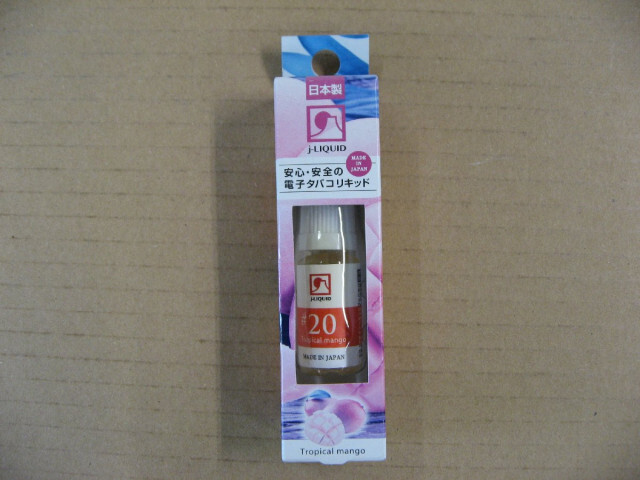 日本製
j-LIQUID
MADE
IN
JAPAN
安心・安全の
電子タバコリキッド
j-LIQUID
#20
Tropical mango
MADE IN JAPAN
Tropical mango